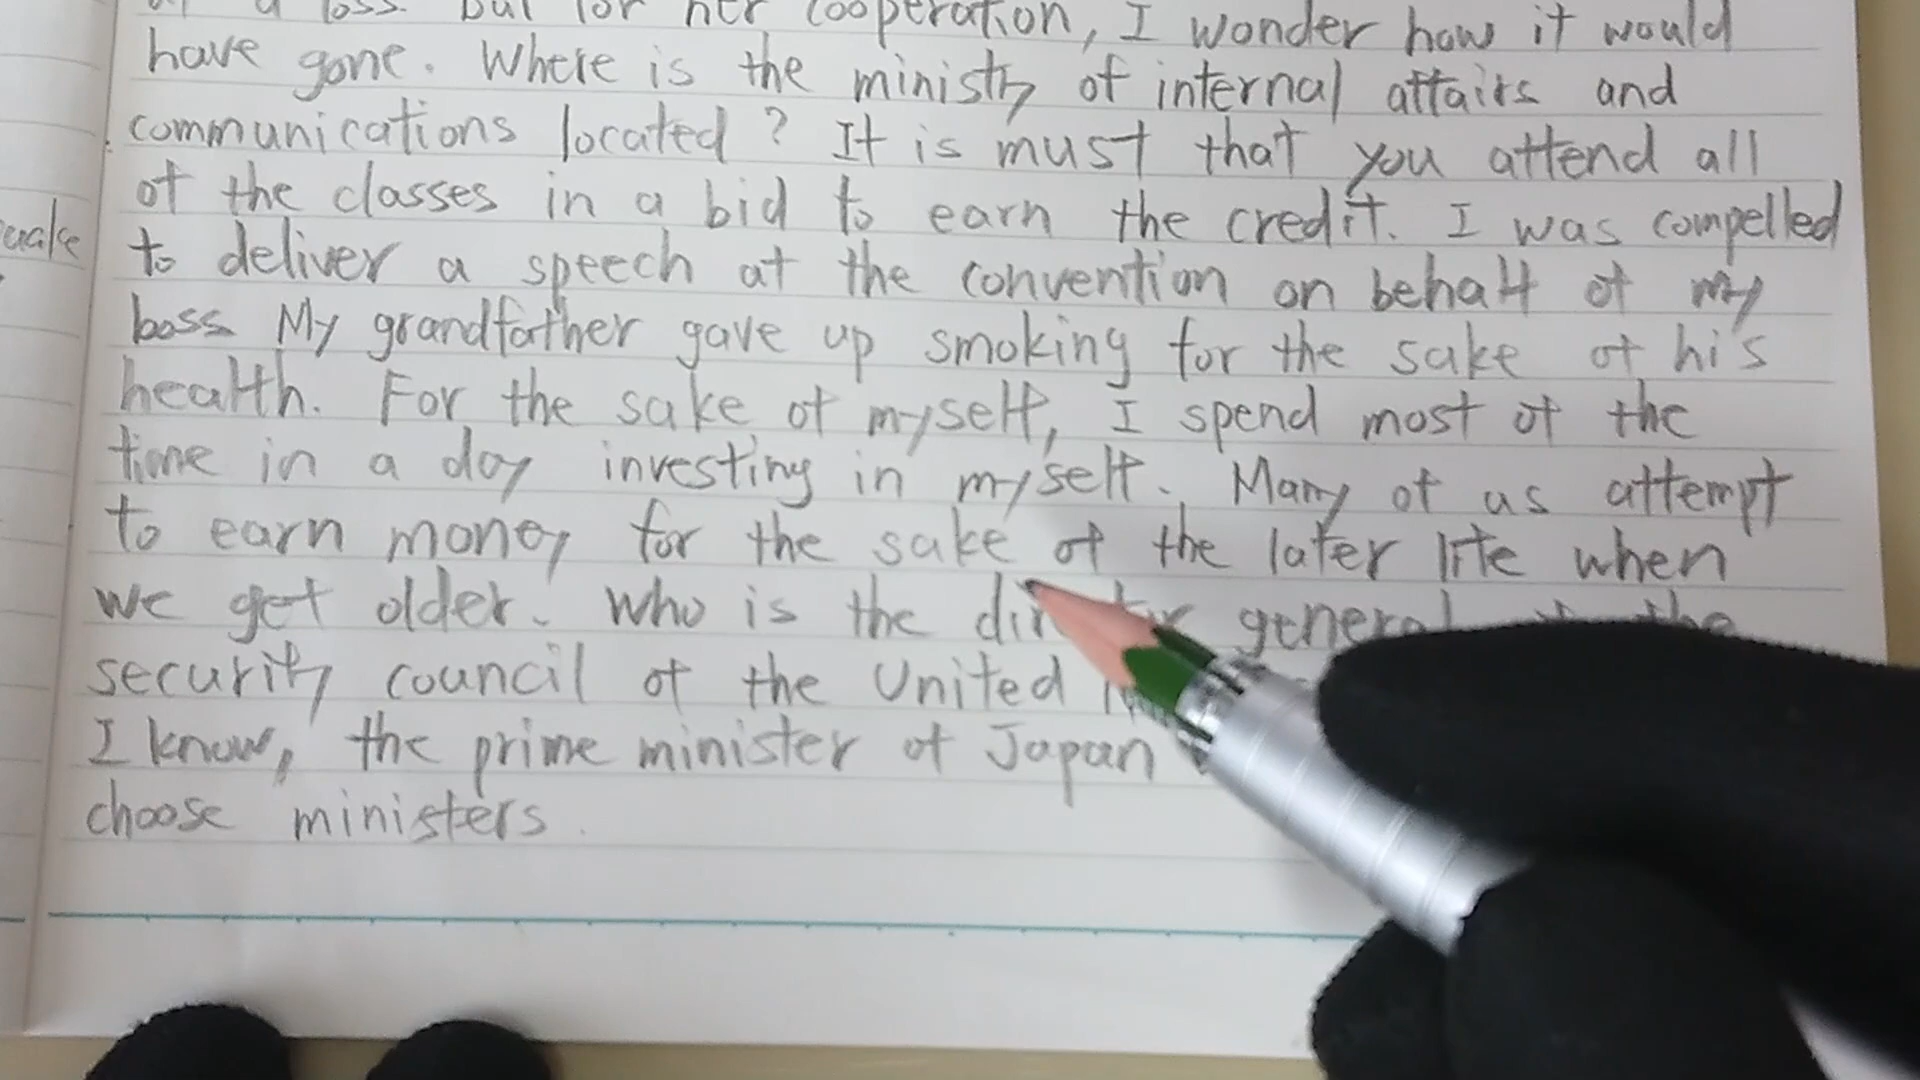 a loss. But for her cooperation, I wonder how it would
have gone. Where is the ministry of internal affairs and
communications located? It is must that you attend all
uake of the classes in a bid to earn the credit. I was compelled
to deliver a speech at the convention on behalf of my
boss. My grandfather gave up smoking for the sake of his
health. For the sake of myself, I spend most of the
time in a day investing in myself. Many of us attempt
to earn money for the sake of the later life when
we get older. Who is the general the
security council of the United
I know, the prime minister of Japan
choose ministers.